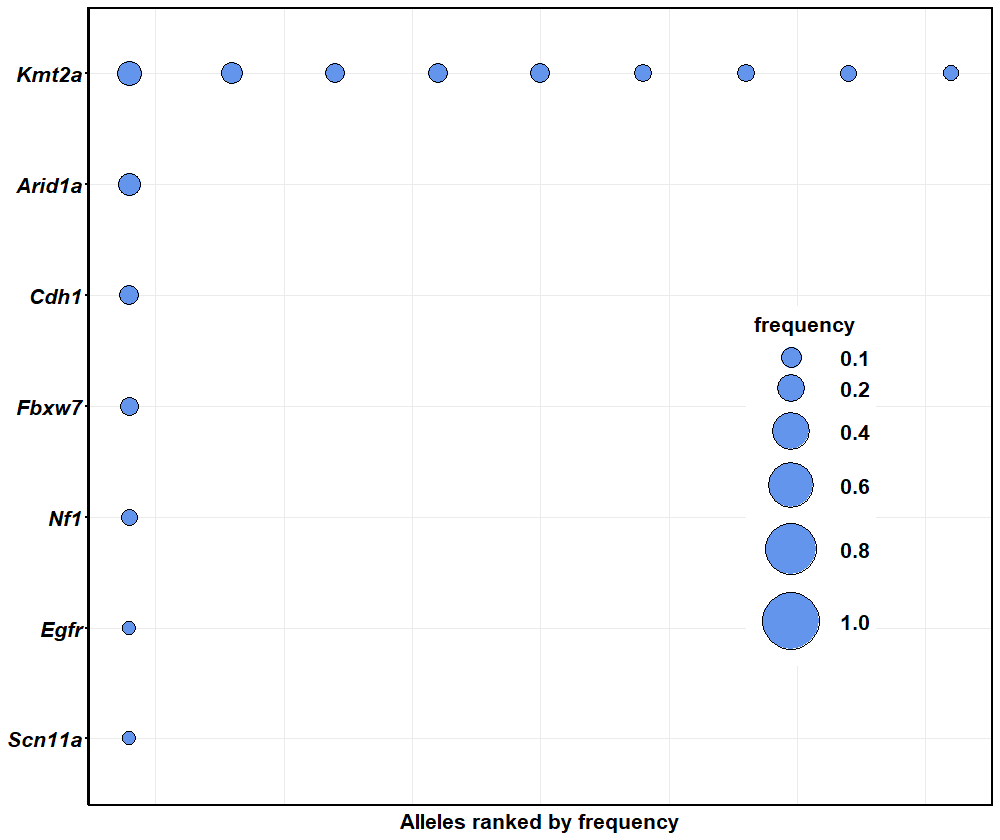 Kmt2a
Arid1a
Cdh1
Fbxw7
Nf1
Egfr
Scn11a
frequency
0.1
0.2
0.4
0.6
0.8
1.0
Alleles ranked by frequency